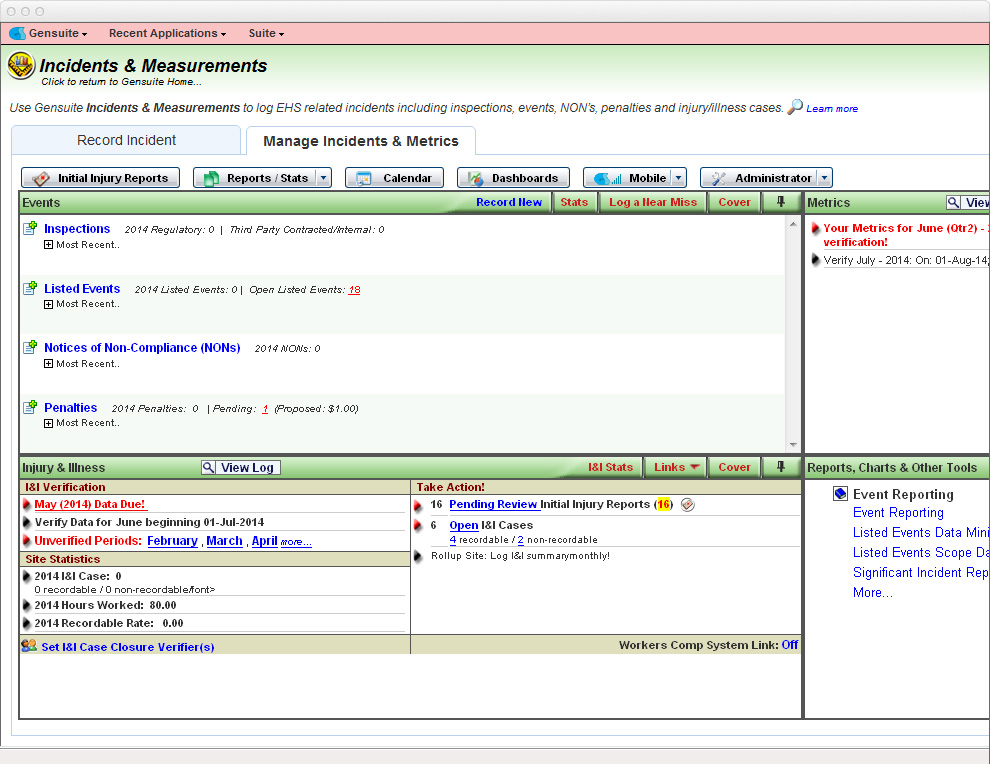 Gensuite Recent Applications Suite
Incidents & Measurements
Click to return to Gensuite Home...
Use Gensuite Incidents & Measurements to log EHS related incidents including inspections, events, NON's, penalties and injury/illness cases. Learn more
Record Incident Manage Incidents & Metrics
Initial Injury Reports Reports / Stats Calendar Dashboards Mobile Administrator
Events Record New Stats Log a Near Miss Cover
Inspections 2014 Regulatory: 0 | Third Party Contracted/Internal: 0
Most Recent..
Listed Events 2014 Listed Events: 0 | Open Listed Events: 18
Most Recent..
Notices of Non-Compliance (NONs) 2014 NONs: 0
Most Recent..
Penalties 2014 Penalties: 0 | Pending: 1 (Proposed: $1.00)
Most Recent..
Metrics View
Your Metrics for June (Qtr2) - 2
verification!
Verify July - 2014: On: 01-Aug-14;
Injury & Illness View Log I&I Stats Links Cover
I&I Verification
May (2014) Data Due!
Verify Data for June beginning 01-Jul-2014
Unverified Periods: February , March , April more...
Site Statistics
2014 I&I Case: 0
0 recordable / 0 non-recordable/font>
2014 Hours Worked: 80.00
2014 Recordable Rate: 0.00
Set I&I Case Closure Verifier(s)
Take Action!
16 Pending Review Initial Injury Reports (16)
6 Open I&I Cases
4 recordable / 2 non-recordable
Rollup Site: Log I&I summarymonthly!
Workers Comp System Link: Off
Reports, Charts & Other Tools
Event Reporting
Event Reporting
Listed Events Data Mini
Listed Events Scope Da
Significant Incident Rep
More...